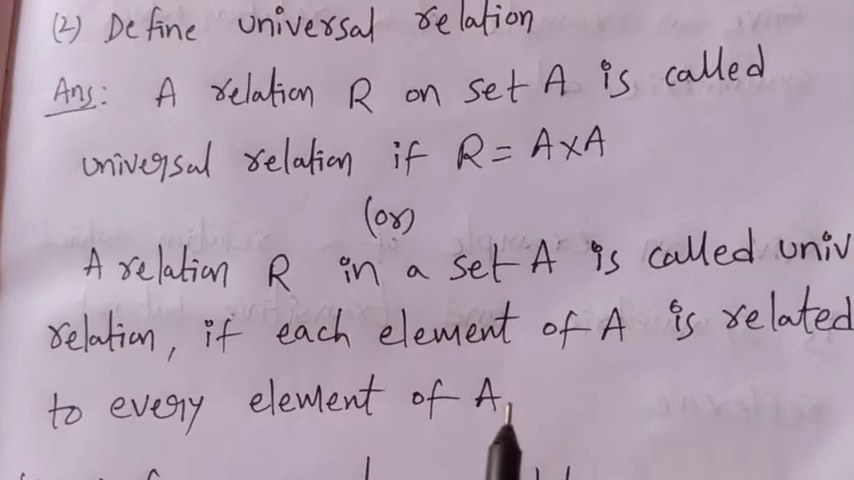 (2) Define universal relation
Ans: A relation R on set A is called
universal relation if R = A×A
(or)
A relation R in a set A is called univ
relation, if each element of A is related
to every element of A.